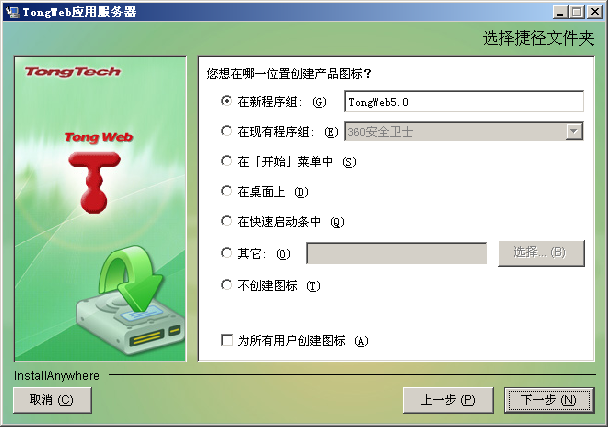 TongWeb应用服务器
选择捷径文件夹
TongTech
Tong Web
您想在哪一位置创建产品图标？
在新程序组: (G) TongWeb5.0
在现有程序组: (E) 360安全卫士
在「开始」菜单中 (S)
在桌面上 (D)
在快速启动条中 (Q)
其它: (O) 选择... (B)
不创建图标 (T)
为所有用户创建图标 (A)
InstallAnywhere
取消 (C) 上一步 (P) 下一步 (N)